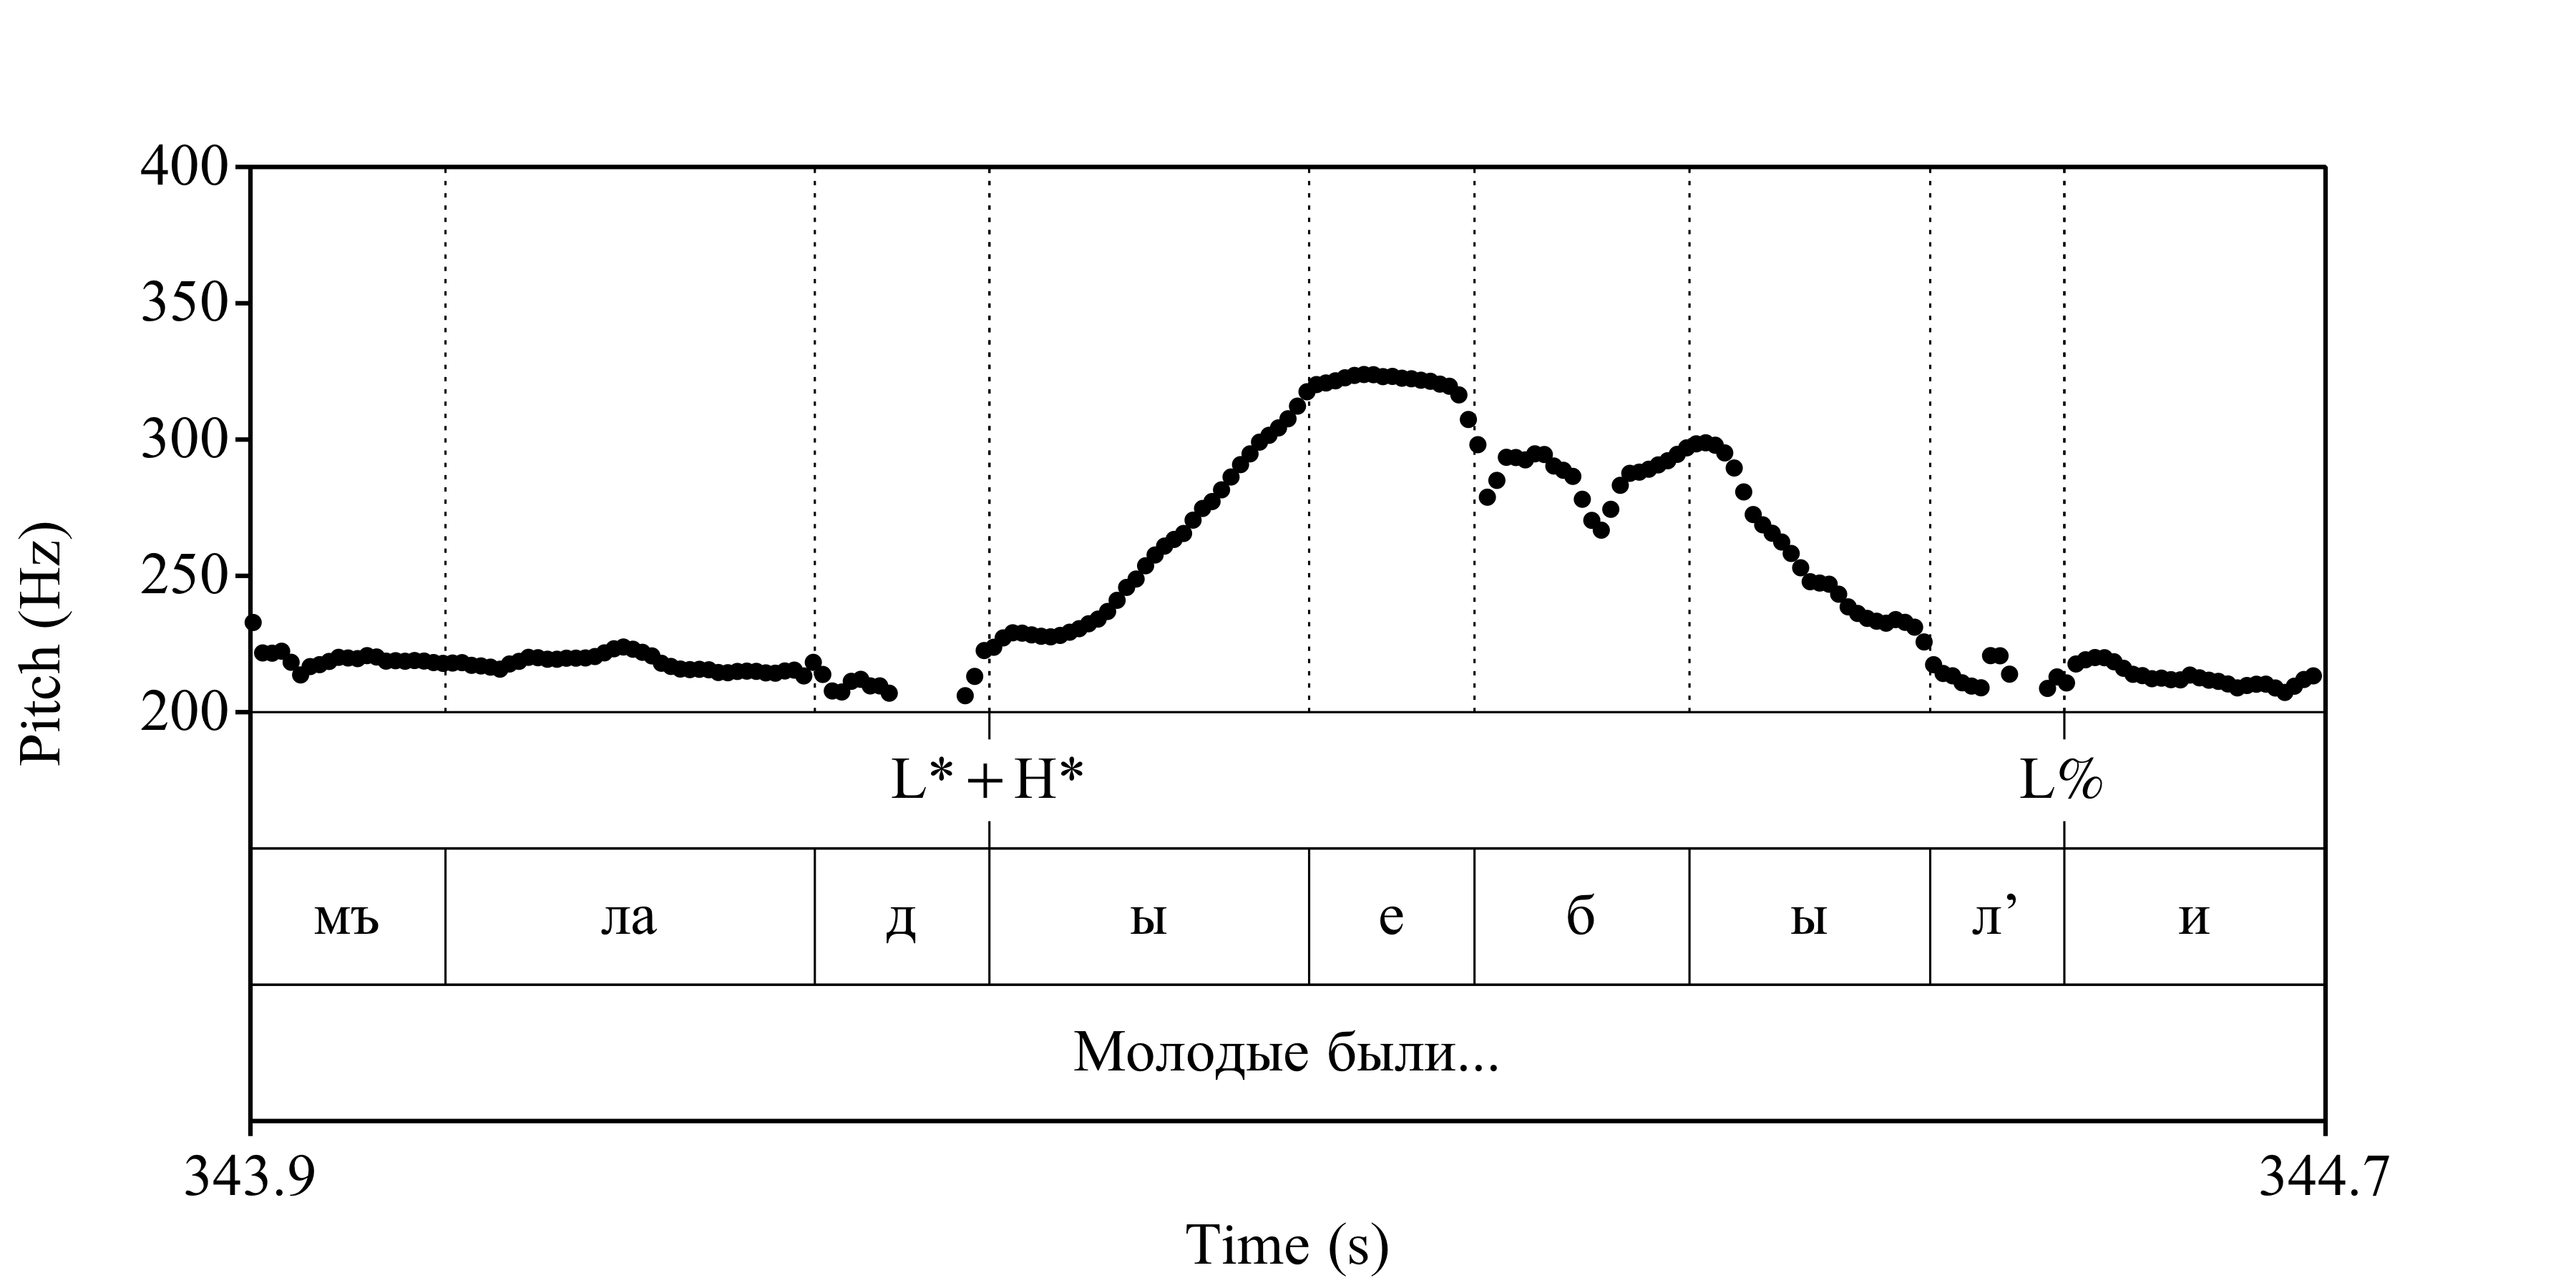 400
350
300
250
200
Pitch (Hz)
L* + H* L%
мъ ла д ы е б ы л’ и
Молодые были...
343.9 344.7
Time (s)